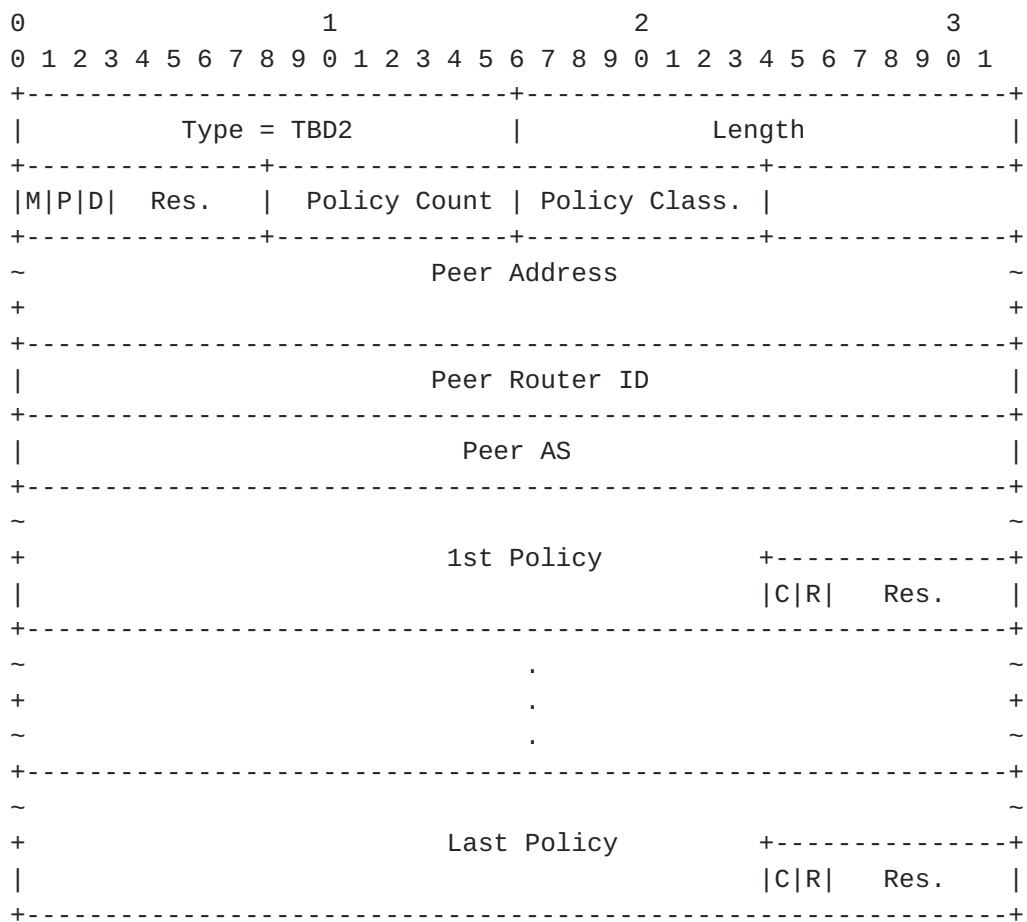 0                   1                   2                   3
0 1 2 3 4 5 6 7 8 9 0 1 2 3 4 5 6 7 8 9 0 1 2 3 4 5 6 7 8 9 0 1
+-------------------------------+-------------------------------+
|          Type = TBD2          |            Length             |
+---------------+-------------------------------+---------------+
|M|P|D|  Res.   |  Policy Count | Policy Class. |
+---------------+---------------+---------------+---------------+
~                          Peer Address                         ~
+                                                               +
+---------------------------------------------------------------+
|                          Peer Router ID                       |
+---------------------------------------------------------------+
|                            Peer AS                            |
+---------------------------------------------------------------+
~                                                               ~
+                           1st Policy          +---------------+
|                                               |C|R|   Res.    |
+---------------------------------------------------------------+
~                                .                              ~
+                                .                              +
~                                .                              ~
+---------------------------------------------------------------+
~                                                               ~
+                           Last Policy         +---------------+
|                                               |C|R|   Res.    |
+---------------------------------------------------------------+